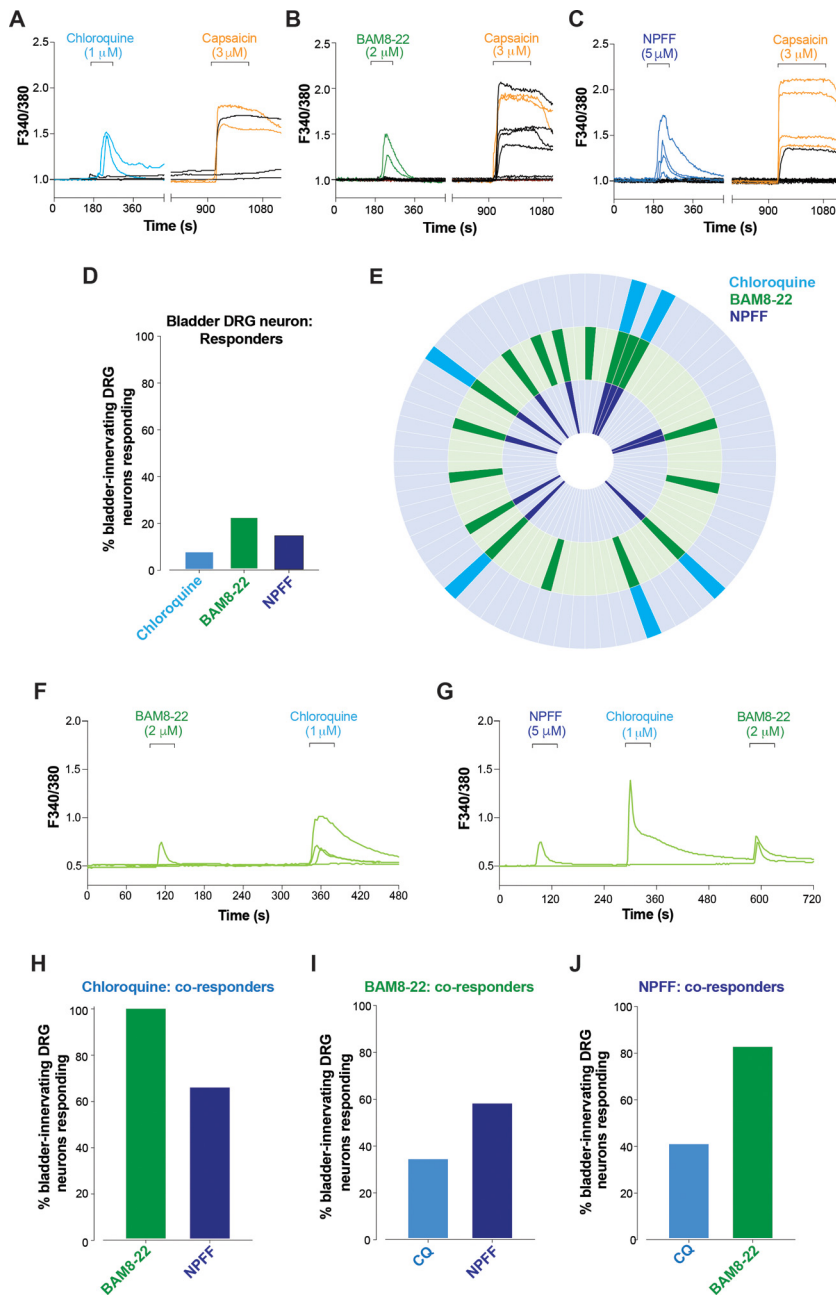 A
Chloroquine
(1 µM)
Capsaicin
(3 µM)
2.5
2.0
1.5
1.0
F340/380
0
180
360
900
1080
Time (s)
B
BAM8-22
(2 µM)
Capsaicin
(3 µM)
2.5
2.0
1.5
1.0
F340/380
0
180
360
900
1080
Time (s)
C
NPFF
(5 µM)
Capsaicin
(3 µM)
2.5
2.0
1.5
1.0
F340/380
0
180
360
900
1080
Time (s)
D
Bladder DRG neuron:
Responders
100
80
60
40
20
0
% bladder-innervating DRG
neurons responding
Chloroquine
BAM8-22
NPFF
E
Chloroquine
BAM8-22
NPFF
F
BAM8-22
(2 µM)
Chloroquine
(1 µM)
2.0
1.5
1.0
0.5
F340/380
0
60
120
180
240
300
360
420
480
Time (s)
G
NPFF
(5 µM)
Chloroquine
(1 µM)
BAM8-22
(2 µM)
2.0
1.5
1.0
0.5
F340/380
0
120
240
360
480
600
720
Time (s)
H
Chloroquine: co-responders
100
80
60
40
20
0
% bladder-innervating DRG
neurons responding
BAM8-22
NPFF
I
BAM8-22: co-responders
100
80
60
40
20
0
% bladder-innervating DRG
neurons responding
CQ
NPFF
J
NPFF: co-responders
100
80
60
40
20
0
% bladder-innervating DRG
neurons responding
CQ
BAM8-22